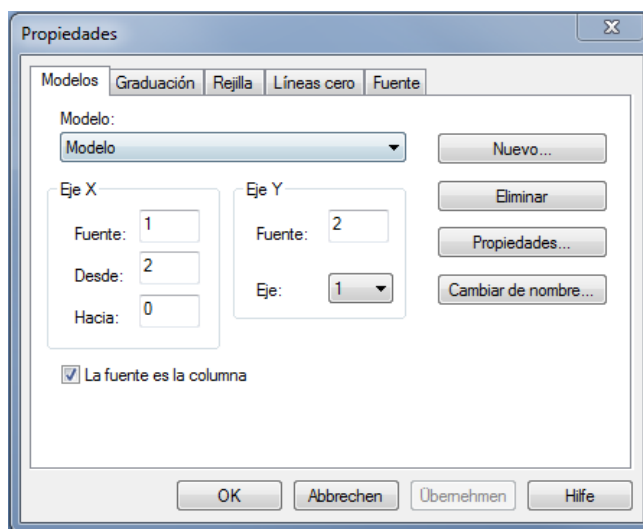 Propiedades
Modelos Graduación Rejilla Líneas cero Fuente
Modelo:
Modelo
Nuevo...
Eje X
Eje Y
Eliminar
Fuente: 1
Fuente: 2
Propiedades...
Desde: 2
Eje: 1
Cambiar de nombre...
Hacia: 0
La fuente es la columna
OK Abbrechen Übernehmen Hilfe